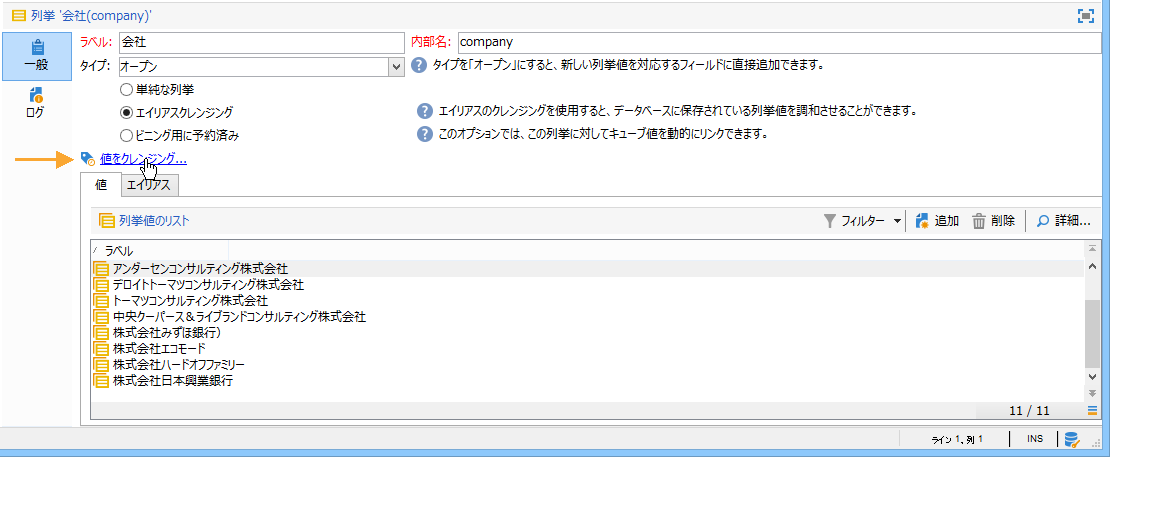 列挙 '会社(company)'
ラベル: 会社 内部名: company
一般
タイプ: オープン タイプを「オープン」にすると、新しい列挙値を対応するフィールドに直接追加できます。
単純な列挙
ログ
エイリアスクレンジング エイリアスのクレンジングを使用すると、データベースに保存されている列挙値を調和させることができます。
ビニング用に予約済み このオプションでは、この列挙に対してキューブ値を動的にリンクできます。
値をクレンジング...
値 エイリアス
列挙値のリスト フィルター 追加 削除 詳細...
ラベル
アンダーセンコンサルティング株式会社
デロイトトーマツコンサルティング株式会社
トーマツコンサルティング株式会社
中央クーパース&ライブランドコンサルティング株式会社
株式会社みずほ銀行）
株式会社エコモード
株式会社ハードオフファミリー
株式会社日本興業銀行
11 / 11
ライン 1、列 1 INS